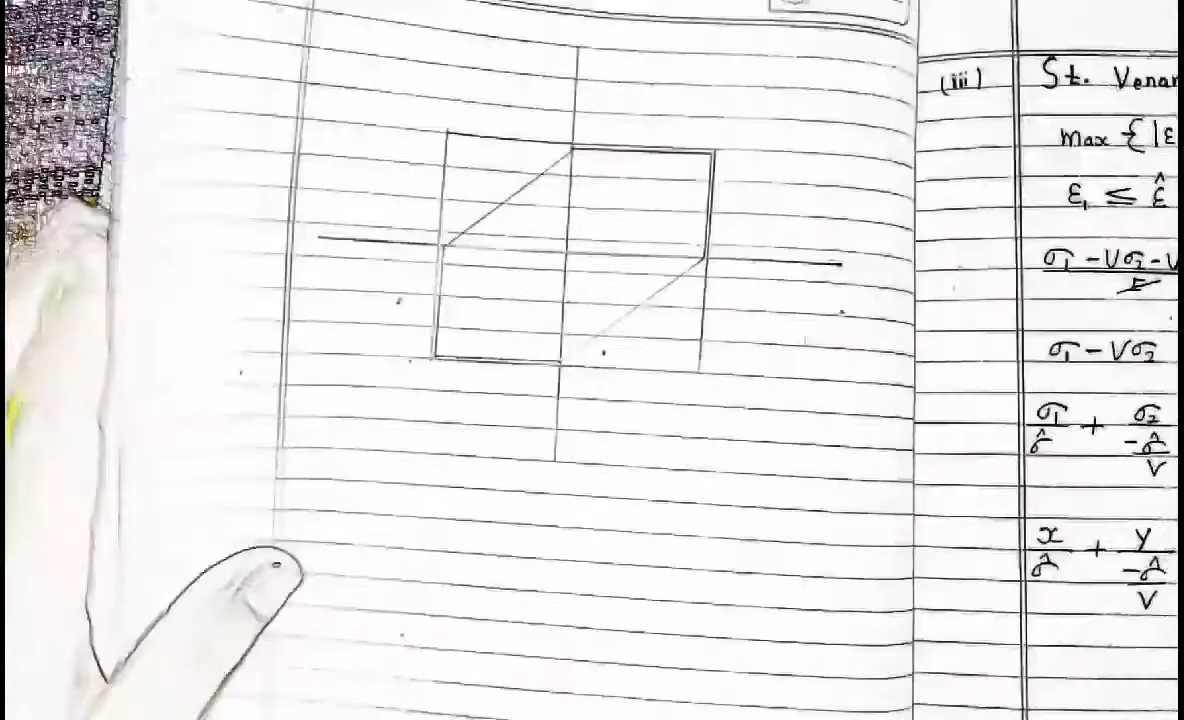 (iii) St. Venan
max { |ε
ε₁ ≤ ε̂
σ₁ - νσ₂ - ν
E
σ₁ - νσ₂
σ₁/σ̂ + σ₂/(-σ̂/ν)
x/σ̂ + y/(-σ̂/ν)